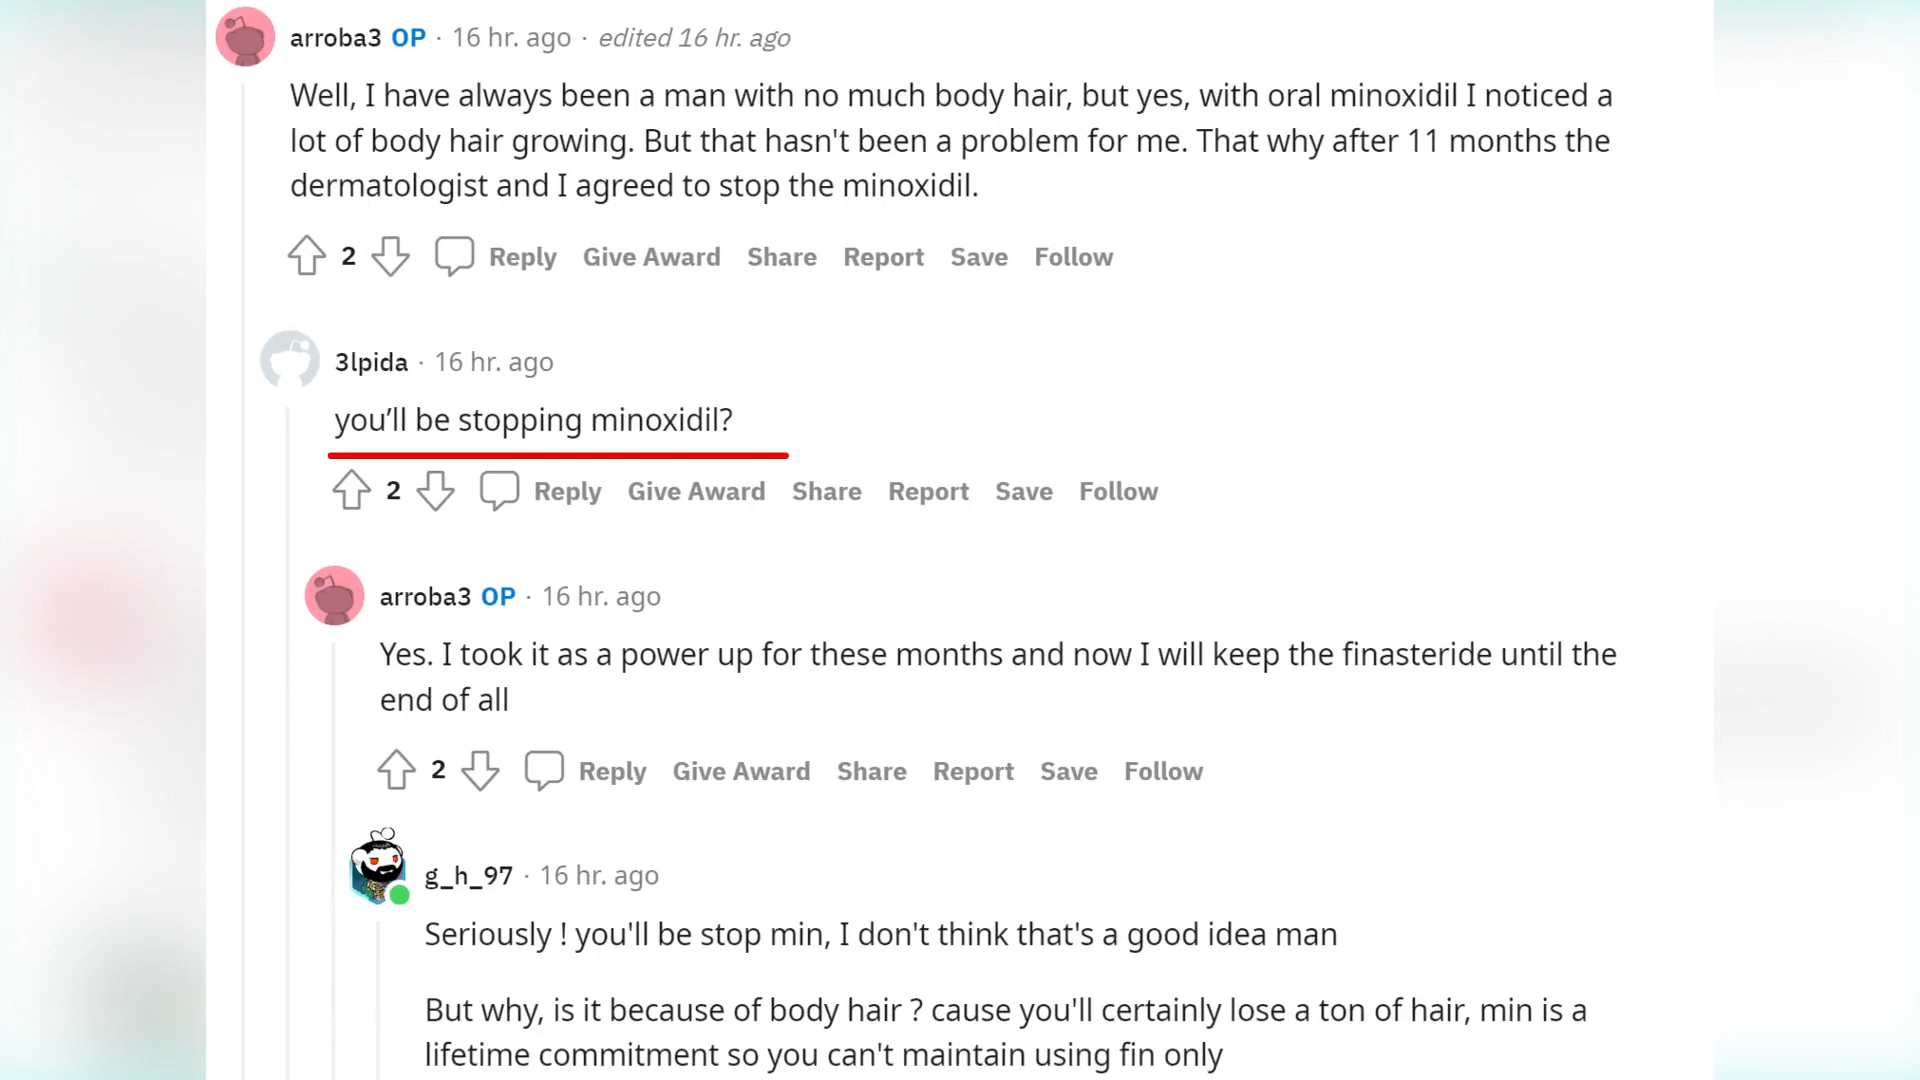 arroba3 OP · 16 hr. ago · edited 16 hr. ago
Well, I have always been a man with no much body hair, but yes, with oral minoxidil I noticed a
lot of body hair growing. But that hasn't been a problem for me. That why after 11 months the
dermatologist and I agreed to stop the minoxidil.
2 Reply Give Award Share Report Save Follow
3lpida · 16 hr. ago
you’ll be stopping minoxidil?
2 Reply Give Award Share Report Save Follow
arroba3 OP · 16 hr. ago
Yes. I took it as a power up for these months and now I will keep the finasteride until the
end of all
2 Reply Give Award Share Report Save Follow
g_h_97 · 16 hr. ago
Seriously ! you'll be stop min, I don't think that's a good idea man
But why, is it because of body hair ? cause you'll certainly lose a ton of hair, min is a
lifetime commitment so you can't maintain using fin only